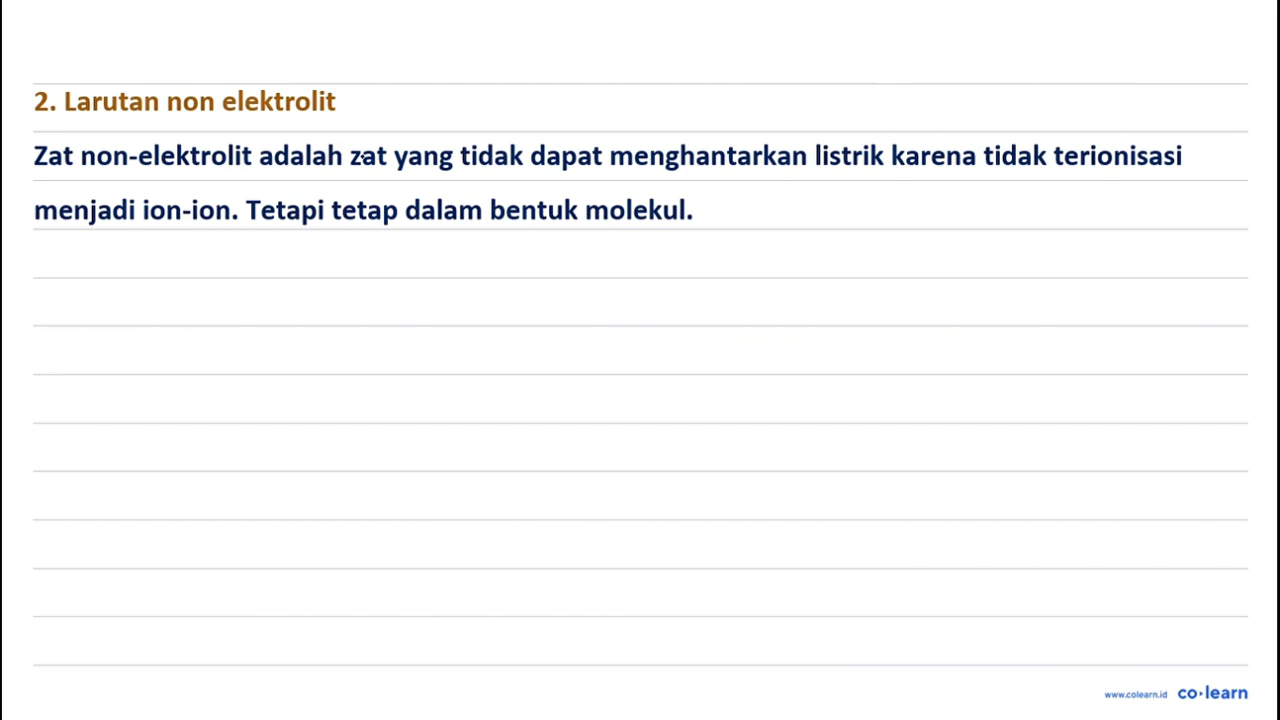 2. Larutan non elektrolit
Zat non-elektrolit adalah zat yang tidak dapat menghantarkan listrik karena tidak terionisasi
menjadi ion-ion. Tetapi tetap dalam bentuk molekul.
www.colearn.id co·learn